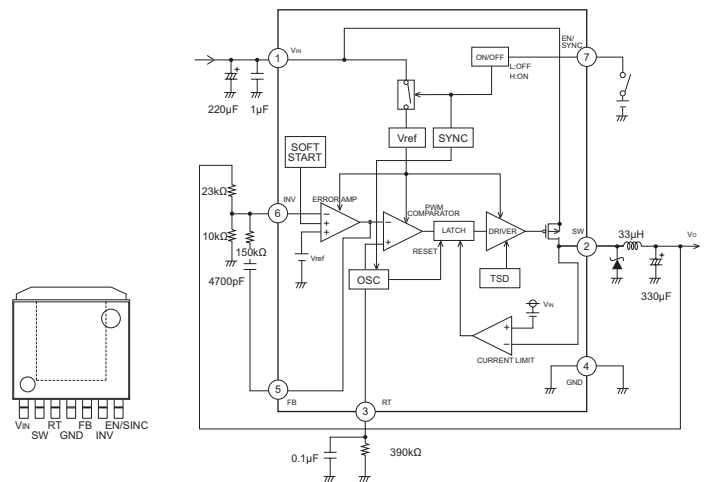 VIN
1
220µF
1µF
ON/OFF
L:OFF
H:ON
EN/
SYNC
7
Vref
SYNC
SOFT
START
23kΩ
INV
6
10kΩ
150kΩ
4700pF
ERROR AMP
Vref
PWM
COMPARATOR
LATCH
RESET
DRIVER
OSC
TSD
SW
2
33µH
VO
330µF
VIN
CURRENT LIMIT
4
GND
5
FB
3
RT
0.1µF
390kΩ
VIN
SW
RT
GND
FB
INV
EN/SINC